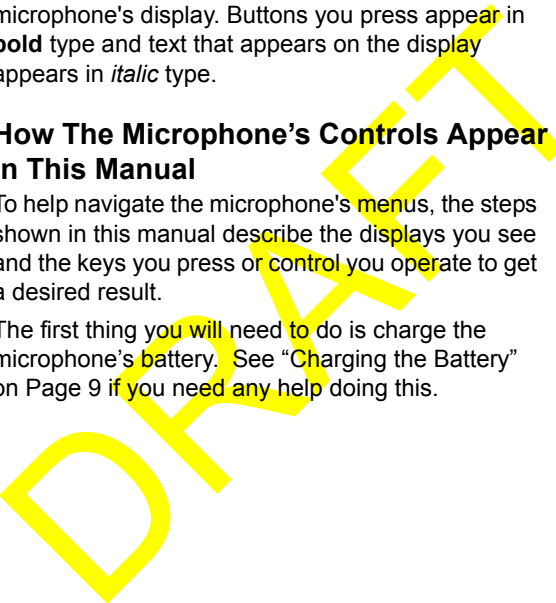 microphone's display. Buttons you press appear in
bold type and text that appears on the display
appears in italic type.
How The Microphone’s Controls Appear
In This Manual
To help navigate the microphone's menus, the steps
shown in this manual describe the displays you see
and the keys you press or control you operate to get
a desired result.
The first thing you will need to do is charge the
microphone’s battery.  See “Charging the Battery”
on Page 9 if you need any help doing this.
DRAFT